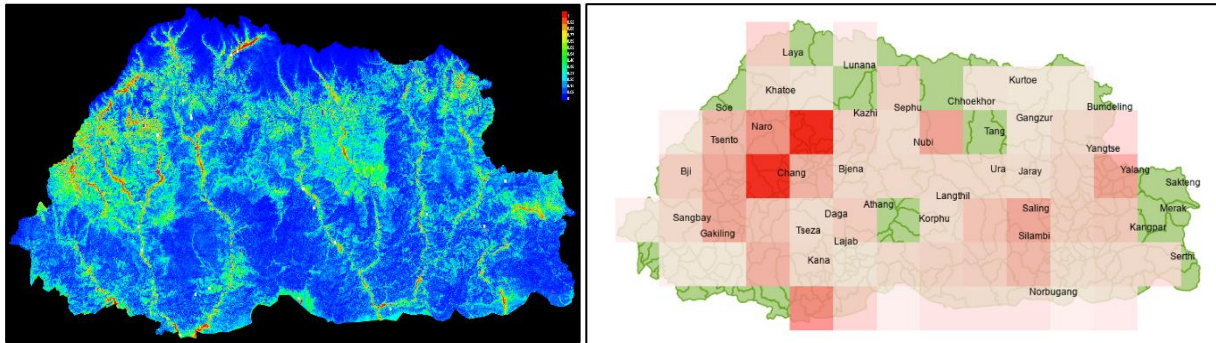 Laya
Lunana
Kurtoe
Khatoe
Chhoekhor
Bumdeling
Soe
Sephu
Kazhi
Gangzur
Naro
Tang
Tsento
Nubi
Yangtse
Bji
Chang
Bjena
Ura
Jaray
Yalang
Sakteng
Langthil
Athang
Saling
Merak
Sangbay
Daga
Korphu
Gakiling
Tseza
Silambi
Kangpar
Lajab
Kana
Serthi
Norbugang